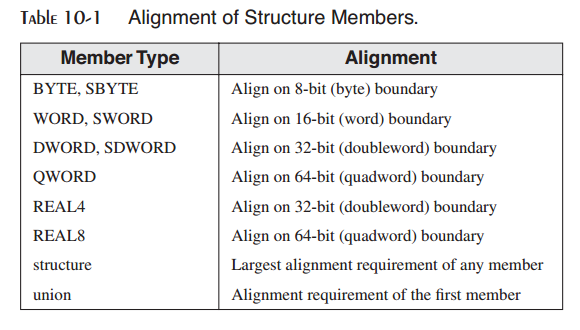 TABLE 10-1 Alignment of Structure Members.
Member Type Alignment
BYTE, SBYTE Align on 8-bit (byte) boundary
WORD, SWORD Align on 16-bit (word) boundary
DWORD, SDWORD Align on 32-bit (doubleword) boundary
QWORD Align on 64-bit (quadword) boundary
REAL4 Align on 32-bit (doubleword) boundary
REAL8 Align on 64-bit (quadword) boundary
structure Largest alignment requirement of any member
union Alignment requirement of the first member